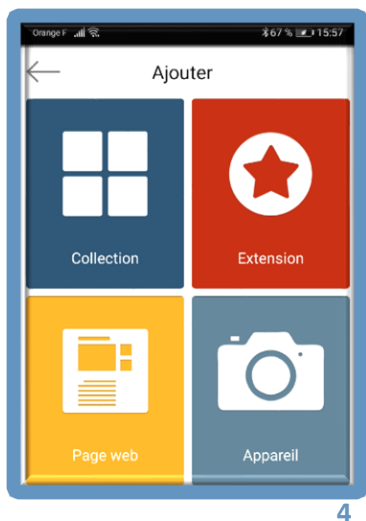 Orange F 67 % 15:57
Ajouter
Collection Extension
Page web Appareil
4